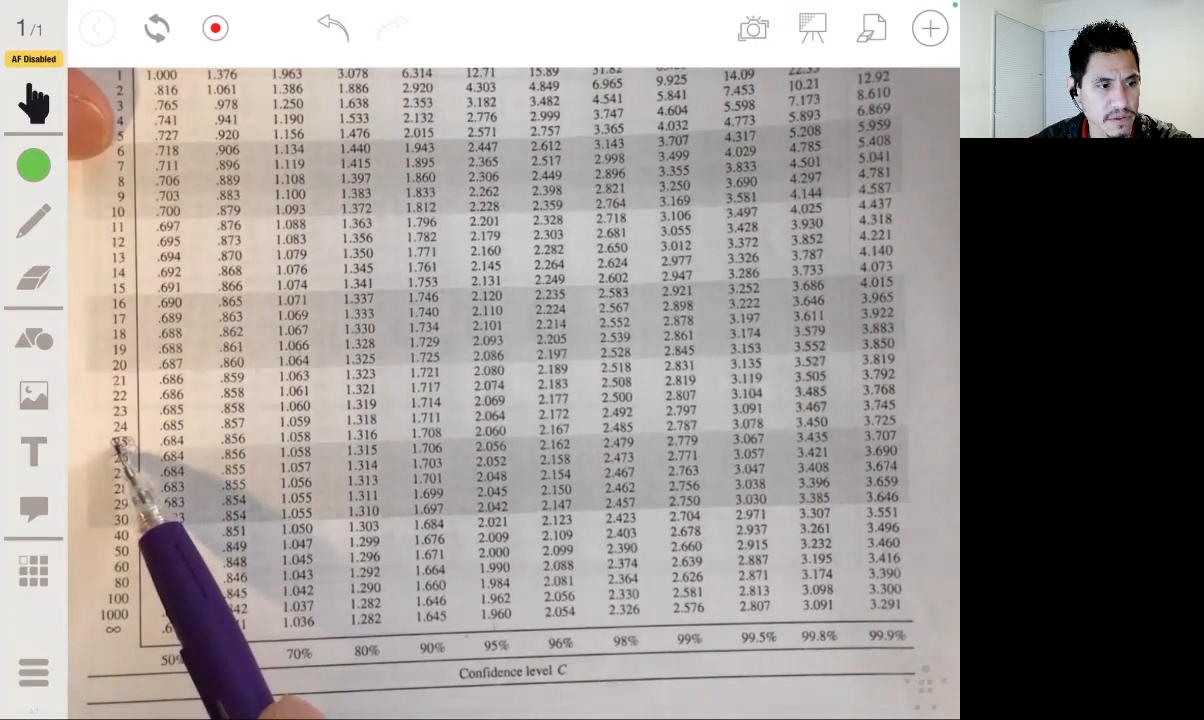 1/1
AF Disabled
1 1.000 1.376 1.963 3.078 6.314 12.71 15.89 31.82
2 .816 1.061 1.386 1.886 2.920 4.303 4.849 6.965 9.925 14.09 22.33
3 .765 .978 1.250 1.638 2.353 3.182 3.482 4.541 5.841 7.453 10.21 12.92
4 .741 .941 1.190 1.533 2.132 2.776 2.999 3.747 4.604 5.598 7.173 8.610
5 .727 .920 1.156 1.476 2.015 2.571 2.757 3.365 4.032 4.773 5.893 6.869
6 .718 .906 1.134 1.440 1.943 2.447 2.612 3.143 3.707 4.317 5.208 5.959
7 .711 .896 1.119 1.415 1.895 2.365 2.517 2.998 3.499 4.029 4.785 5.408
8 .706 .889 1.108 1.397 1.860 2.306 2.449 2.896 3.355 3.833 4.501 5.041
9 .703 .883 1.100 1.383 1.833 2.262 2.398 2.821 3.250 3.690 4.297 4.781
10 .700 .879 1.093 1.372 1.812 2.228 2.359 2.764 3.169 3.581 4.144 4.587
11 .697 .876 1.088 1.363 1.796 2.201 2.328 2.718 3.106 3.497 4.025 4.437
12 .695 .873 1.083 1.356 1.782 2.179 2.303 2.681 3.055 3.428 3.930 4.318
13 .694 .870 1.079 1.350 1.771 2.160 2.282 2.650 3.012 3.372 3.852 4.221
14 .692 .868 1.076 1.345 1.761 2.145 2.264 2.624 2.977 3.326 3.787 4.140
15 .691 .866 1.074 1.341 1.753 2.131 2.249 2.602 2.947 3.286 3.733 4.073
16 .690 .865 1.071 1.337 1.746 2.120 2.235 2.583 2.921 3.252 3.686 4.015
17 .689 .863 1.069 1.333 1.740 2.110 2.224 2.567 2.898 3.222 3.646 3.965
18 .688 .862 1.067 1.330 1.734 2.101 2.214 2.552 2.878 3.197 3.611 3.922
19 .688 .861 1.066 1.328 1.729 2.093 2.205 2.539 2.861 3.174 3.579 3.883
20 .687 .860 1.064 1.325 1.725 2.086 2.197 2.528 2.845 3.153 3.552 3.850
21 .686 .859 1.063 1.323 1.721 2.080 2.189 2.518 2.831 3.135 3.527 3.819
22 .686 .858 1.061 1.321 1.717 2.074 2.183 2.508 2.819 3.119 3.505 3.792
23 .685 .858 1.060 1.319 1.714 2.069 2.177 2.500 2.807 3.104 3.485 3.768
24 .685 .857 1.059 1.318 1.711 2.064 2.172 2.492 2.797 3.091 3.467 3.745
.684 .856 1.058 1.316 1.708 2.060 2.167 2.485 2.787 3.078 3.450 3.725
.684 .856 1.058 1.315 1.706 2.056 2.162 2.479 2.779 3.067 3.435 3.707
.684 .855 1.057 1.314 1.703 2.052 2.158 2.473 2.771 3.057 3.421 3.690
.683 .855 1.056 1.313 1.701 2.048 2.154 2.467 2.763 3.047 3.408 3.674
29 .683 .854 1.055 1.311 1.699 2.045 2.150 2.462 2.756 3.038 3.396 3.659
30 .854 1.055 1.310 1.697 2.042 2.147 2.457 2.750 3.030 3.385 3.646
40 .851 1.050 1.303 1.684 2.021 2.123 2.423 2.704 2.971 3.307 3.551
50 .849 1.047 1.299 1.676 2.009 2.109 2.403 2.678 2.937 3.261 3.496
60 .848 1.045 1.296 1.671 2.000 2.099 2.390 2.660 2.915 3.232 3.460
80 .846 1.043 1.292 1.664 1.990 2.088 2.374 2.639 2.887 3.195 3.416
100 .845 1.042 1.290 1.660 1.984 2.081 2.364 2.626 2.871 3.174 3.390
1000 .842 1.037 1.282 1.646 1.962 2.056 2.330 2.581 2.813 3.098 3.300
∞ 1.036 1.282 1.645 1.960 2.054 2.326 2.576 2.807 3.091 3.291
50% 70% 80% 90% 95% 96% 98% 99% 99.5% 99.8% 99.9%
Confidence level C